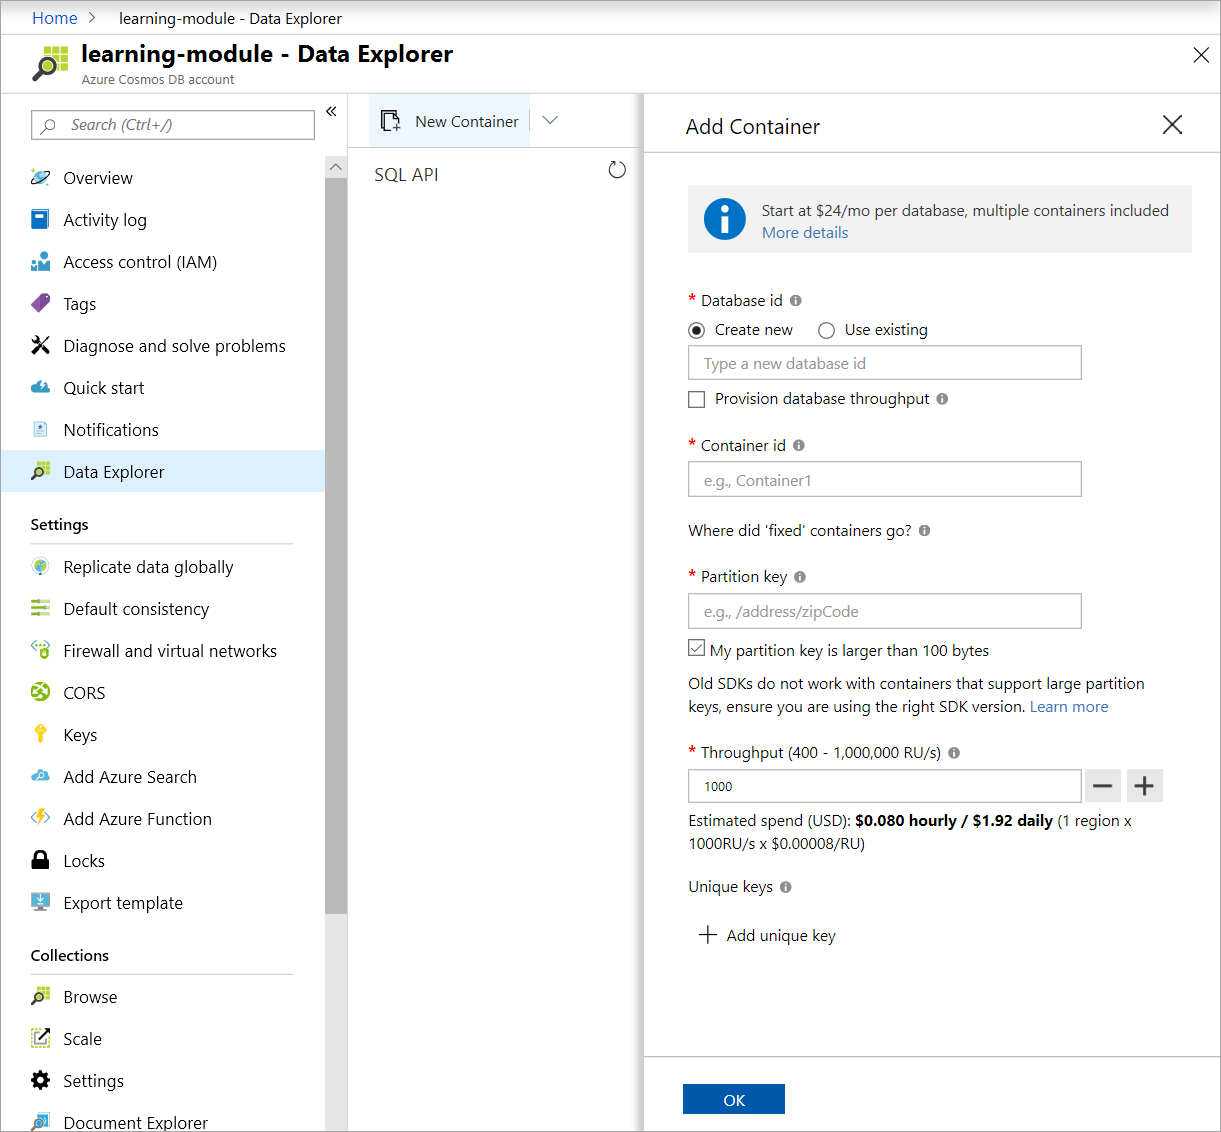 Home > learning-module - Data Explorer
learning-module - Data Explorer
Azure Cosmos DB account
Search (Ctrl+/)
«
Overview
Activity log
Access control (IAM)
Tags
Diagnose and solve problems
Quick start
Notifications
Data Explorer
Settings
Replicate data globally
Default consistency
Firewall and virtual networks
CORS
Keys
Add Azure Search
Add Azure Function
Locks
Export template
Collections
Browse
Scale
Settings
Document Explorer
New Container
SQL API
Add Container
Start at $24/mo per database, multiple containers included
More details
* Database id
Create new Use existing
Type a new database id
Provision database throughput
* Container id
e.g., Container1
Where did 'fixed' containers go?
* Partition key
e.g., /address/zipCode
My partition key is larger than 100 bytes
Old SDKs do not work with containers that support large partition
keys, ensure you are using the right SDK version. Learn more
* Throughput (400 - 1,000,000 RU/s)
1000
Estimated spend (USD): $0.080 hourly / $1.92 daily (1 region x
1000RU/s x $0.00008/RU)
Unique keys
Add unique key
OK